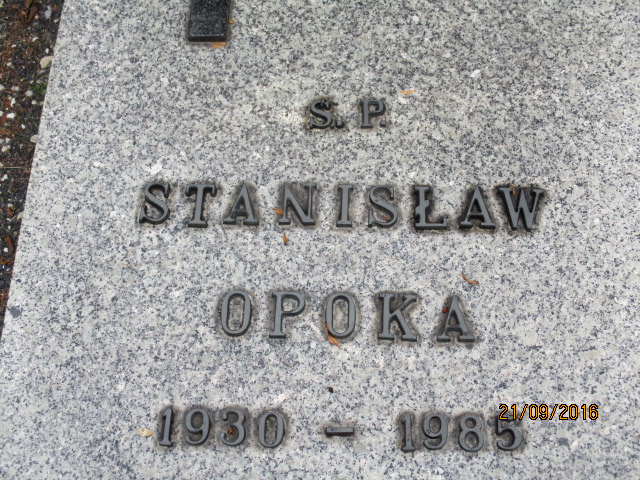 S. P.
STANISŁAW
OPOKA
1930 – 1985
21/09/2016